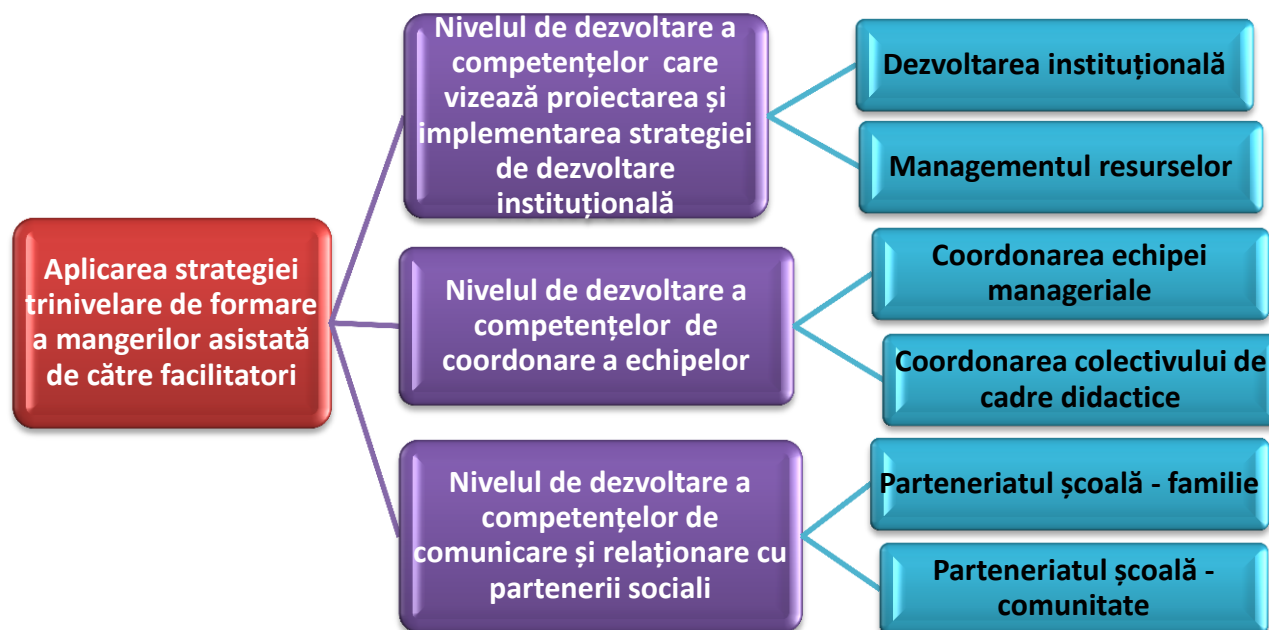 Aplicarea strategiei
trinivelare de formare
a mangerilor asistată
de către facilitatori
Nivelul de dezvoltare a
competențelor care
vizează proiectarea și
implementarea strategiei
de dezvoltare
instituțională
Dezvoltarea instituțională
Managementul resurselor
Nivelul de dezvoltare a
competențelor de
coordonare a echipelor
Coordonarea echipei
manageriale
Coordonarea colectivului de
cadre didactice
Nivelul de dezvoltare a
competențelor de
comunicare și relaționare cu
partenerii sociali
Parteneriatul școală - familie
Parteneriatul școală -
comunitate